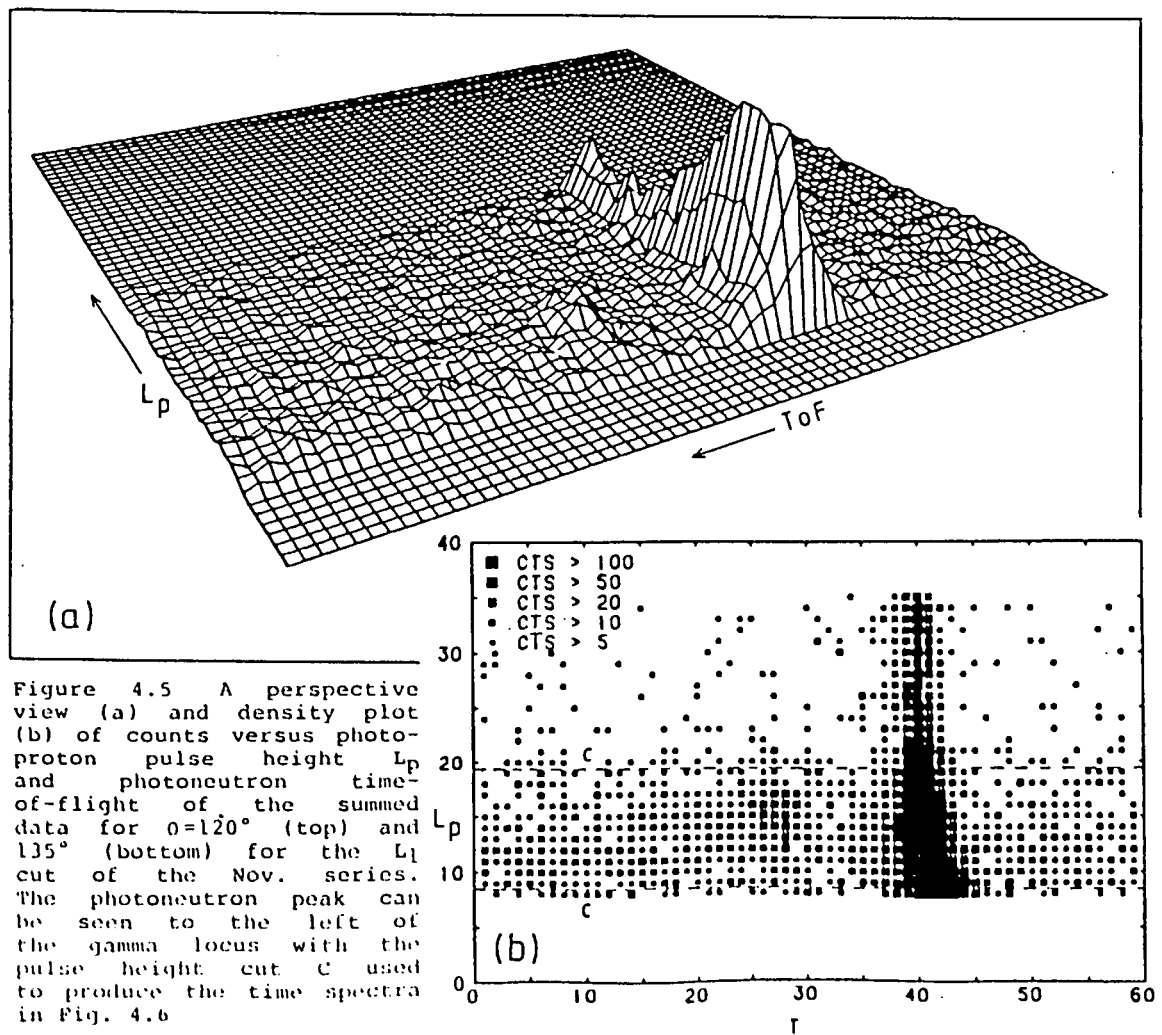 L_p
ToF
(a)
40
30
20
10
0
L_p
CTS > 100
CTS > 50
CTS > 20
CTS > 10
CTS > 5
C
C
(b)
0 10 20 30 40 50 60
T
Figure 4.5 A perspective
view (a) and density plot
(b) of counts versus photo-
proton pulse height L_p
and photoneutron time-
of-flight of the summed
data for θ=120° (top) and
135° (bottom) for the L_1
cut of the Nov. series.
The photoneutron peak can
be seen to the left of
the gamma locus with the
pulse height cut C used
to produce the time spectra
in Fig. 4.6